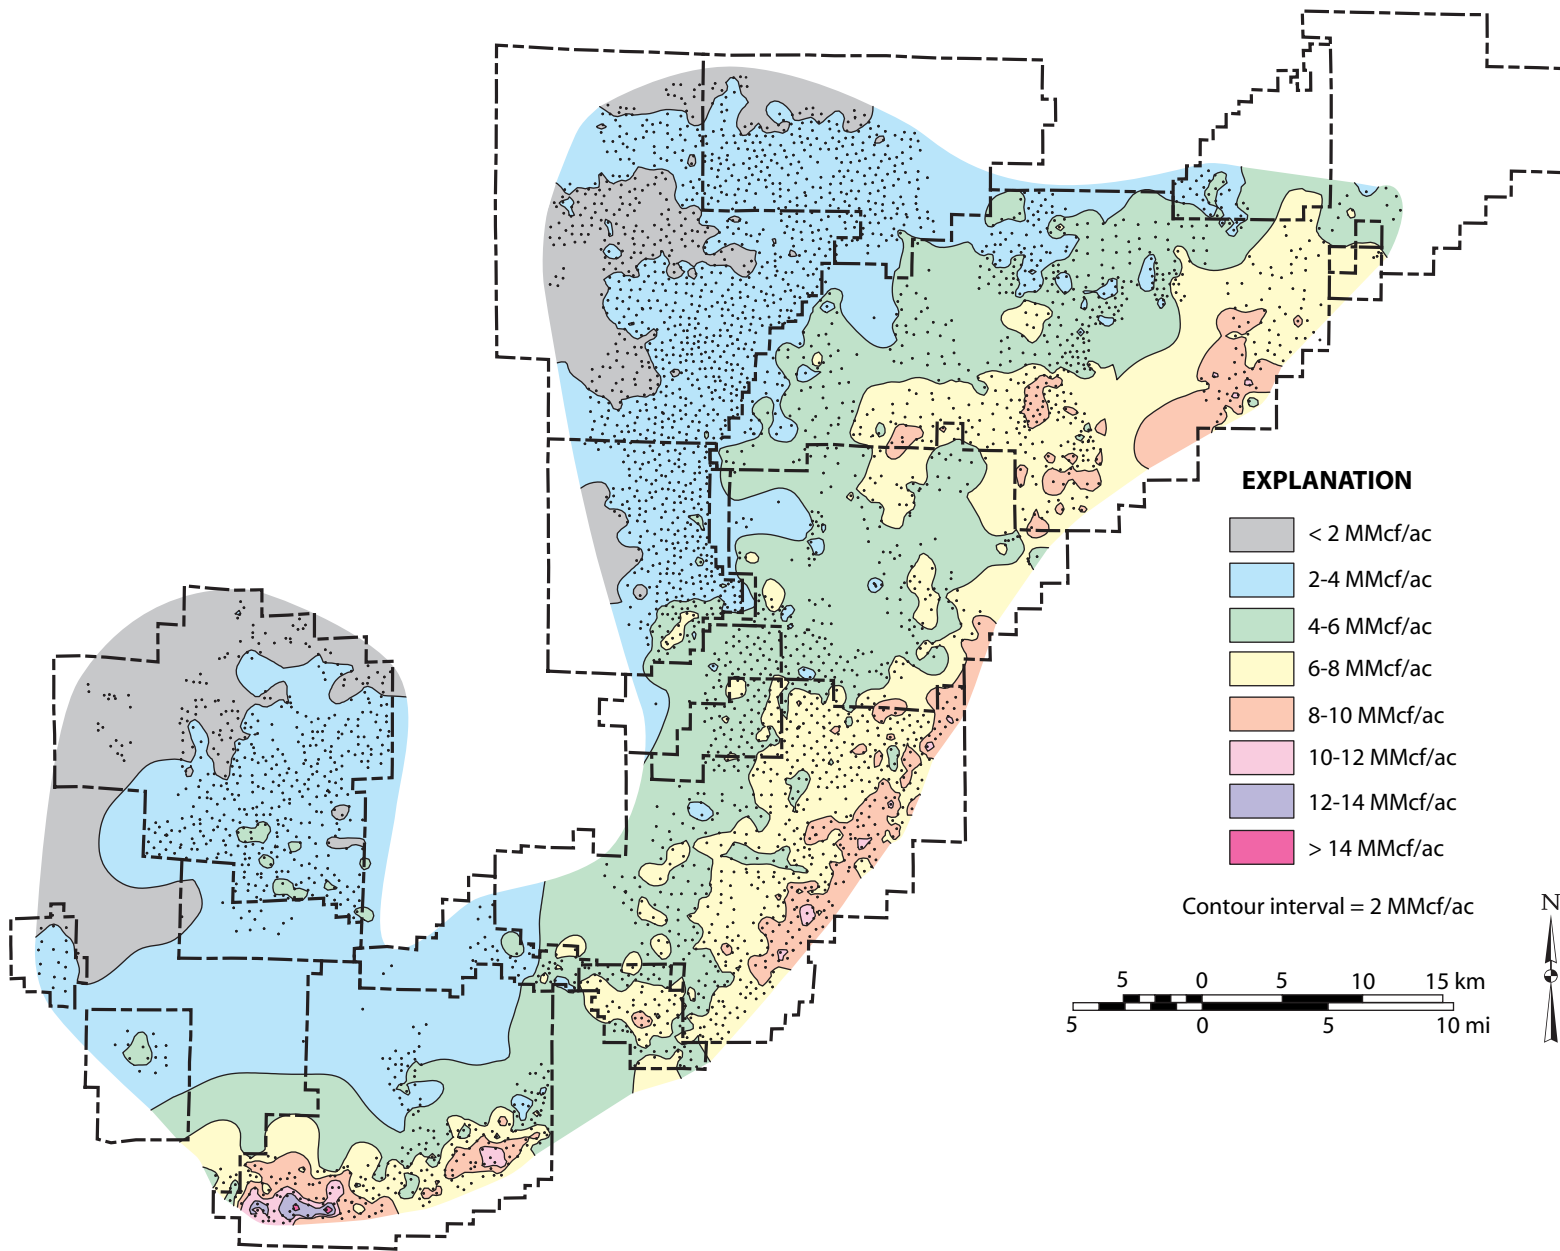 EXPLANATION
< 2 MMcf/ac
2-4 MMcf/ac
4-6 MMcf/ac
6-8 MMcf/ac
8-10 MMcf/ac
10-12 MMcf/ac
12-14 MMcf/ac
> 14 MMcf/ac
Contour interval = 2 MMcf/ac
N
5 0 5 10 15 km
5 0 5 10 mi